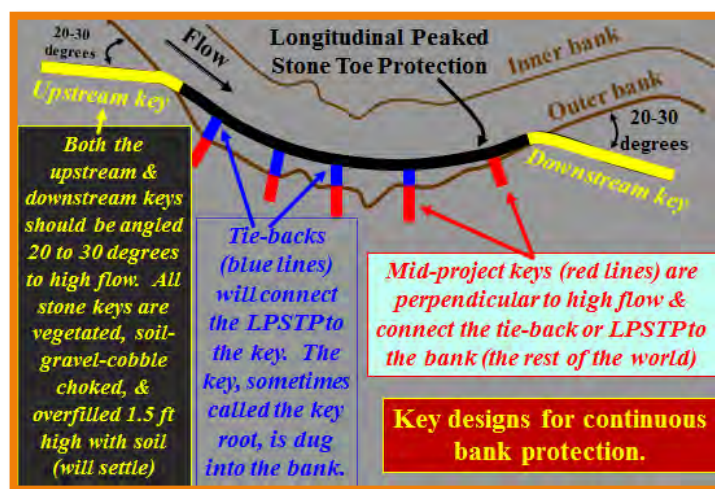 20-30
degrees
Flow
Longitudinal Peaked
Stone Toe Protection
Inner bank
Outer bank
20-30
degrees
Upstream key
Downstream key
Both the
upstream &
downstream keys
should be angled
20 to 30 degrees
to high flow. All
stone keys are
vegetated, soil-
gravel-cobble
choked, &
overfilled 1.5 ft
high with soil
(will settle)
Tie-backs
(blue lines)
will connect
the LPSTP to
the key. The
key, sometimes
called the key
root, is dug
into the bank.
Mid-project keys (red lines) are
perpendicular to high flow &
connect the tie-back or LPSTP to
the bank (the rest of the world)
Key designs for continuous
bank protection.